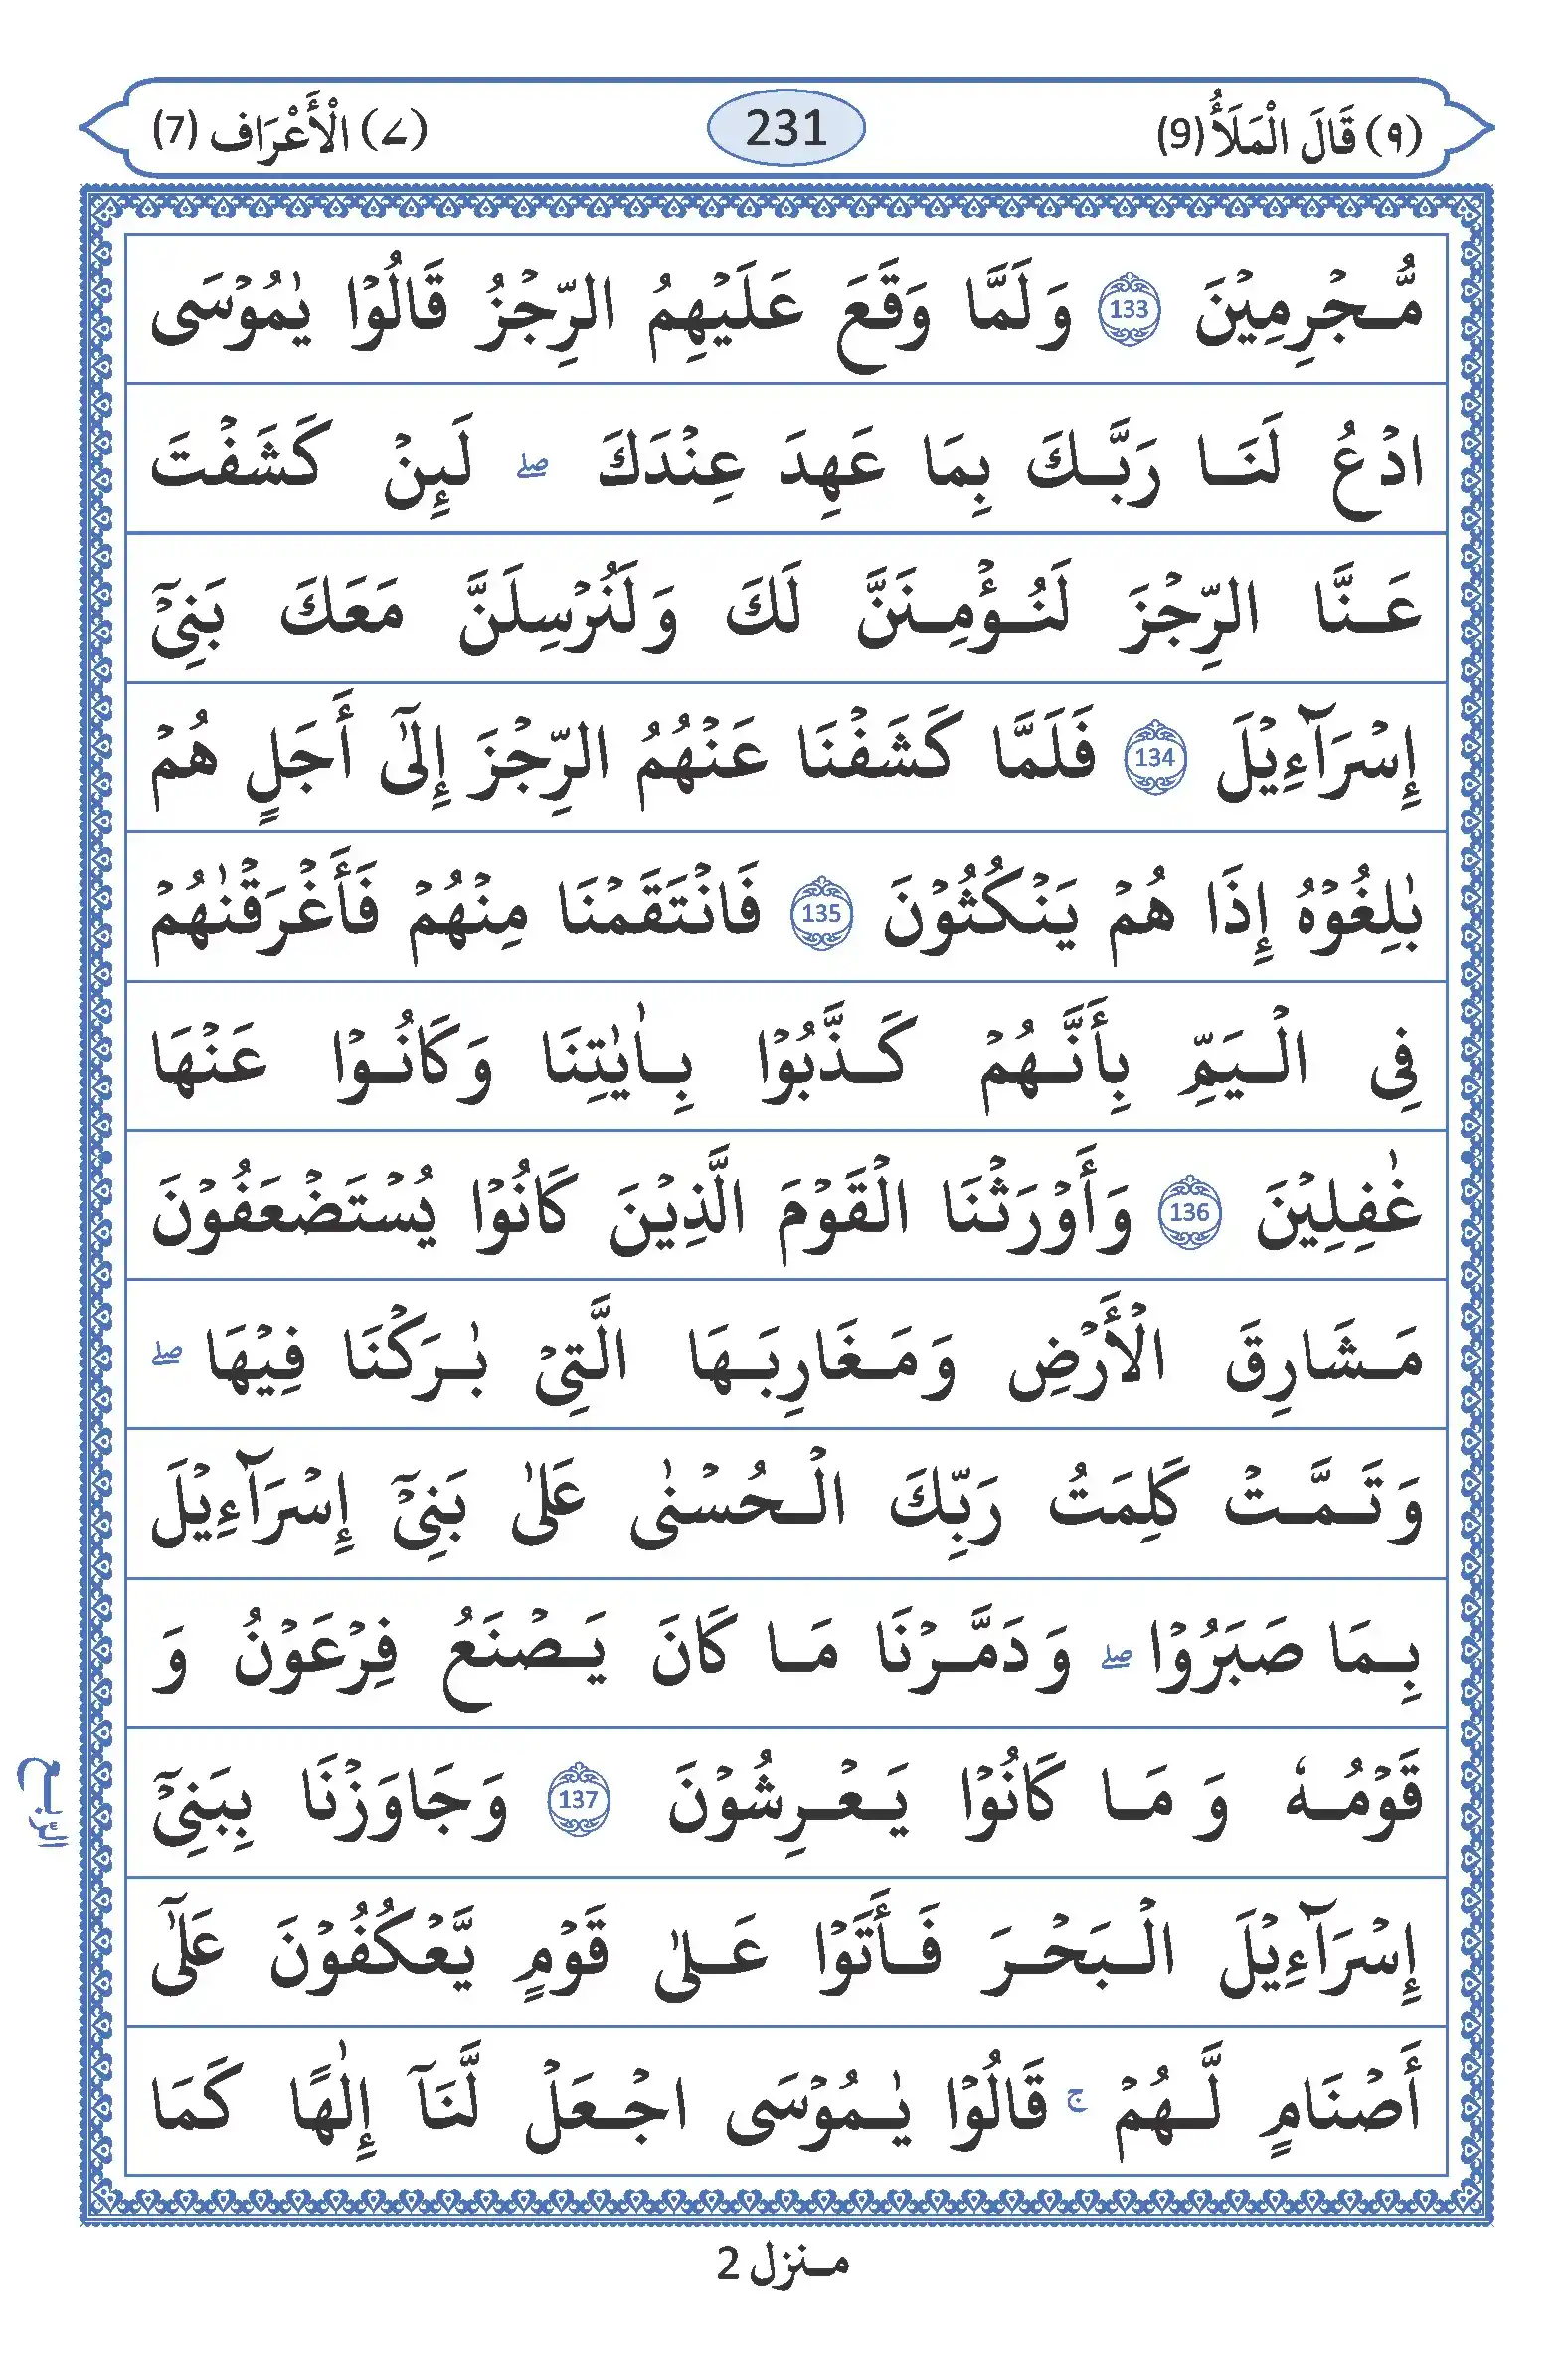 (٩) قَالَ الْمَلَأُ (9)
231
(٧) الْأَعْرَاف (7)
مُّجْرِمِيْنَ 133 وَلَمَّا وَقَعَ عَلَيْهِمُ الرِّجْزُ قَالُوْا يٰمُوْسَى
ادْعُ لَنَا رَبَّكَ بِمَا عَهِدَ عِنْدَكَ ۖ لَئِنْ كَشَفْتَ
عَنَّا الرِّجْزَ لَنُؤْمِنَنَّ لَكَ وَلَنُرْسِلَنَّ مَعَكَ بَنِيْٓ
إِسْرَآءِيْلَ 134 فَلَمَّا كَشَفْنَا عَنْهُمُ الرِّجْزَ إِلٰٓى أَجَلٍ هُمْ
بٰلِغُوْهُ إِذَا هُمْ يَنْكُثُوْنَ 135 فَانْتَقَمْنَا مِنْهُمْ فَأَغْرَقْنٰهُمْ
فِى الْيَمِّ بِأَنَّهُمْ كَذَّبُوْا بِاٰيٰتِنَا وَكَانُوْا عَنْهَا
غٰفِلِيْنَ 136 وَأَوْرَثْنَا الْقَوْمَ الَّذِيْنَ كَانُوْا يُسْتَضْعَفُوْنَ
مَشَارِقَ الْأَرْضِ وَمَغَارِبَهَا الَّتِيْ بٰرَكْنَا فِيْهَا ۖ
وَتَمَّتْ كَلِمَتُ رَبِّكَ الْحُسْنٰى عَلٰى بَنِيْٓ إِسْرَآءِيْلَ
بِمَا صَبَرُوْا ۖ وَدَمَّرْنَا مَا كَانَ يَصْنَعُ فِرْعَوْنُ وَ
قَوْمُهٗ وَمَا كَانُوْا يَعْرِشُوْنَ 137 وَجَاوَزْنَا بِبَنِيْٓ
إِسْرَآءِيْلَ الْبَحْرَ فَأَتَوْا عَلٰى قَوْمٍ يَّعْكُفُوْنَ عَلٰٓى
أَصْنَامٍ لَّهُمْ ۚ قَالُوْا يٰمُوْسَى اجْعَلْ لَّنَآ إِلٰهًا كَمَا
الرّبع
منزل 2